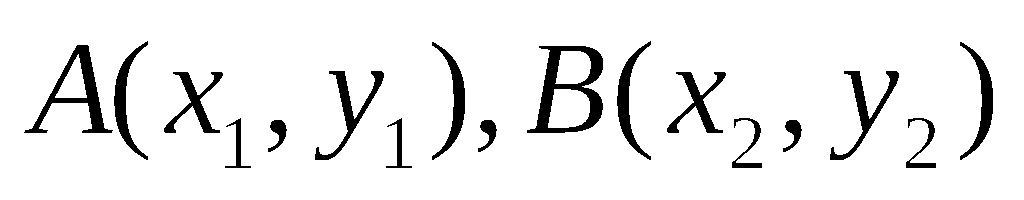 A(x₁, y₁), B(x₂, y₂)